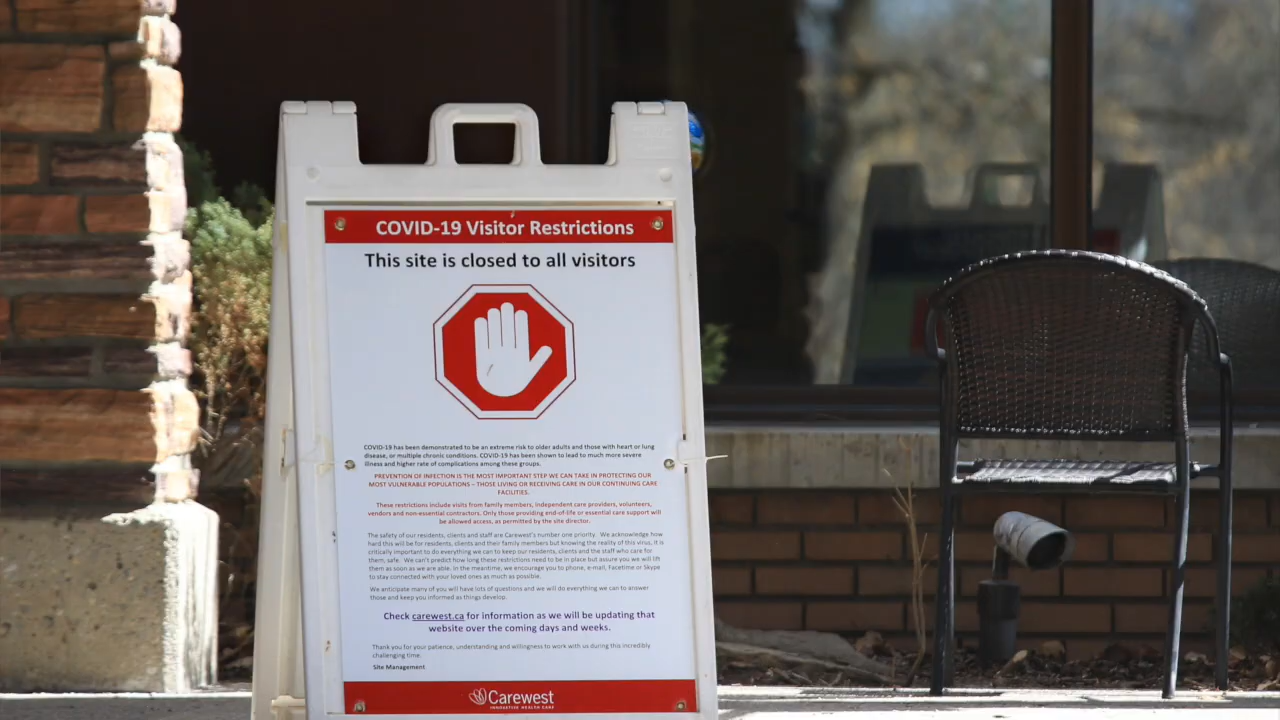 COVID-19 Visitor Restrictions
This site is closed to all visitors
COVID-19 has been demonstrated to be an extreme risk to older adults and those with heart or lung
disease, or multiple chronic conditions. COVID-19 has been shown to lead to much more severe
illness and higher rate of complications among these groups.
PREVENTION OF INFECTION IS THE MOST IMPORTANT STEP WE CAN TAKE IN PROTECTING OUR
MOST VULNERABLE POPULATIONS – THOSE LIVING OR RECEIVING CARE IN OUR CONTINUING CARE
FACILITIES.
These restrictions include visits from family members, independent care providers, volunteers,
vendors and non-essential contractors. Only those providing end-of-life or essential care support will
be allowed access, as permitted by the site director.
The safety of our residents, clients and staff are Carewest's number one priority. We acknowledge how
hard this will be for residents, clients and their family members but knowing the reality of this virus, it is
critically important to do everything we can to keep our residents, clients and the staff who care for
them, safe. We can't predict how long these restrictions need to be in place but assure you we will lift
them as soon as we are able. In the meantime, we encourage you to phone, e-mail, Facetime or Skype
to stay connected with your loved ones as much as possible.
We anticipate many of you will have lots of questions and we will do everything we can to answer
those and keep you informed as things develop.
Check carewest.ca for information as we will be updating that
website over the coming days and weeks.
Thank you for your patience, understanding and willingness to work with us during this incredibly
challenging time.
Site Management
Carewest
INNOVATIVE HEALTH CARE